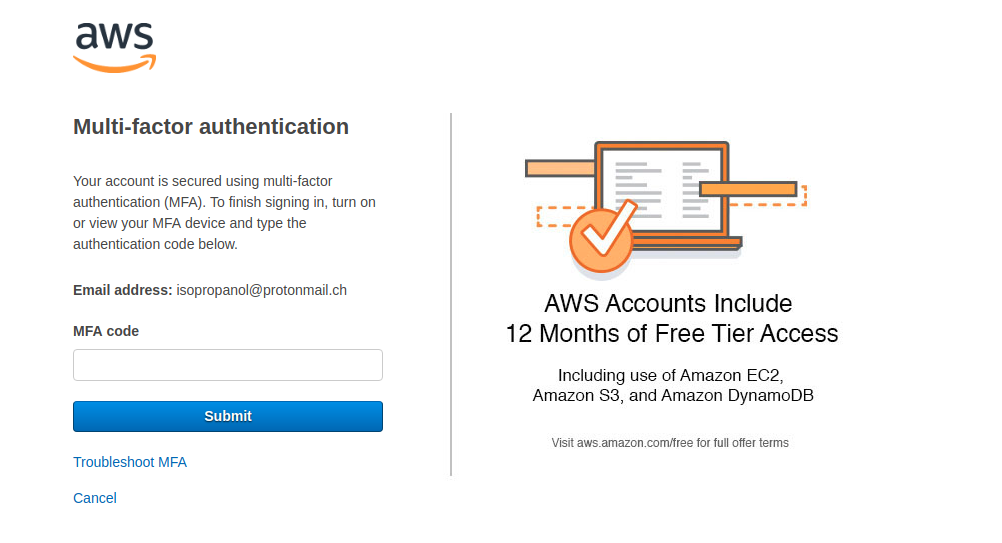 aws
Multi-factor authentication
Your account is secured using multi-factor
authentication (MFA). To finish signing in, turn on
or view your MFA device and type the
authentication code below.
Email address: isopropanol@protonmail.ch
MFA code
Submit
Troubleshoot MFA
Cancel
AWS Accounts Include
12 Months of Free Tier Access
Including use of Amazon EC2,
Amazon S3, and Amazon DynamoDB
Visit aws.amazon.com/free for full offer terms